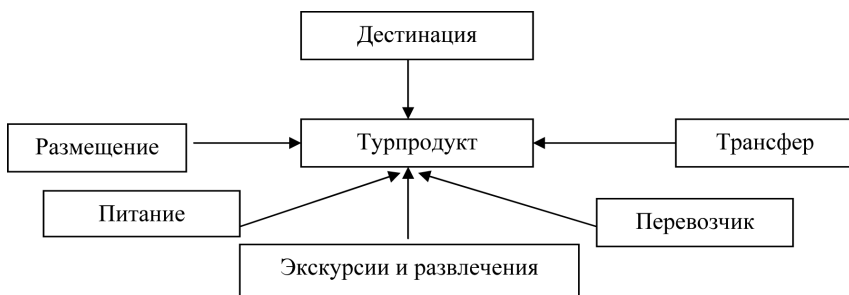 Дестинация
Размещение
Турпродукт
Трансфер
Питание
Перевозчик
Экскурсии и развлечения